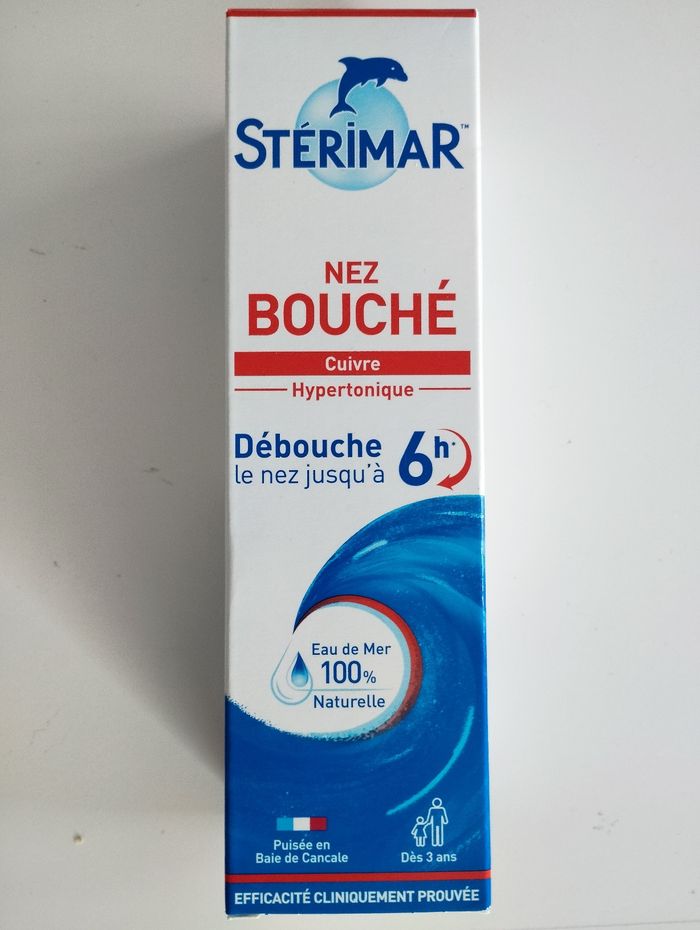 STÉRIMAR™
NEZ
BOUCHÉ
Cuivre
Hypertonique
Débouche
le nez jusqu'à
6h*
Eau de Mer
100%
Naturelle
Puisée en
Baie de Cancale
Dès 3 ans
EFFICACITÉ CLINIQUEMENT PROUVÉE